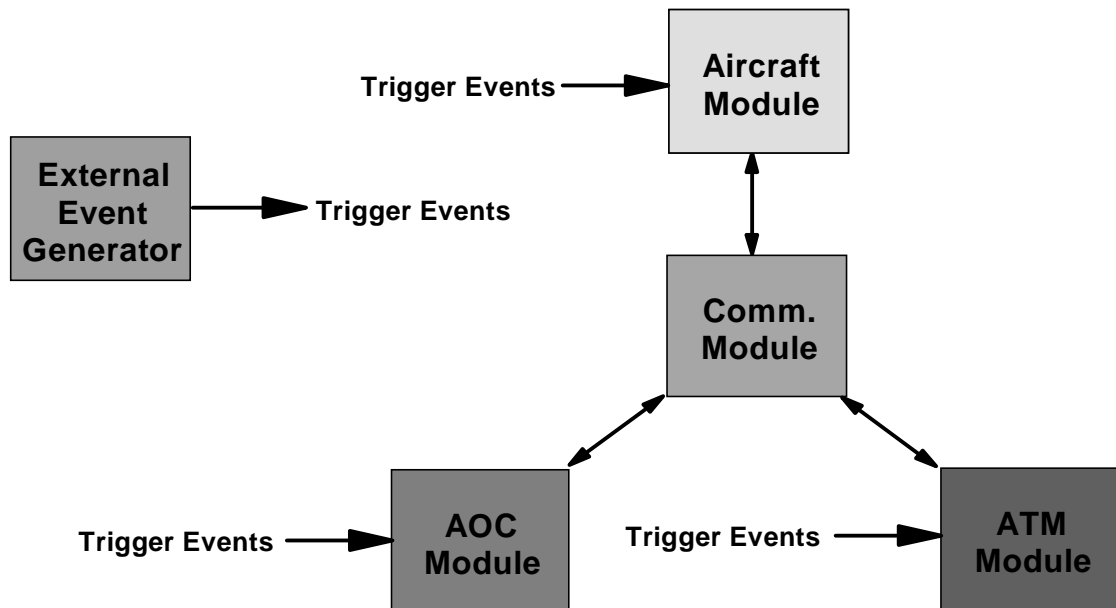 Aircraft
Module
Trigger Events
External
Event
Generator
Trigger Events
Comm.
Module
AOC
Module
Trigger Events
ATM
Module
Trigger Events